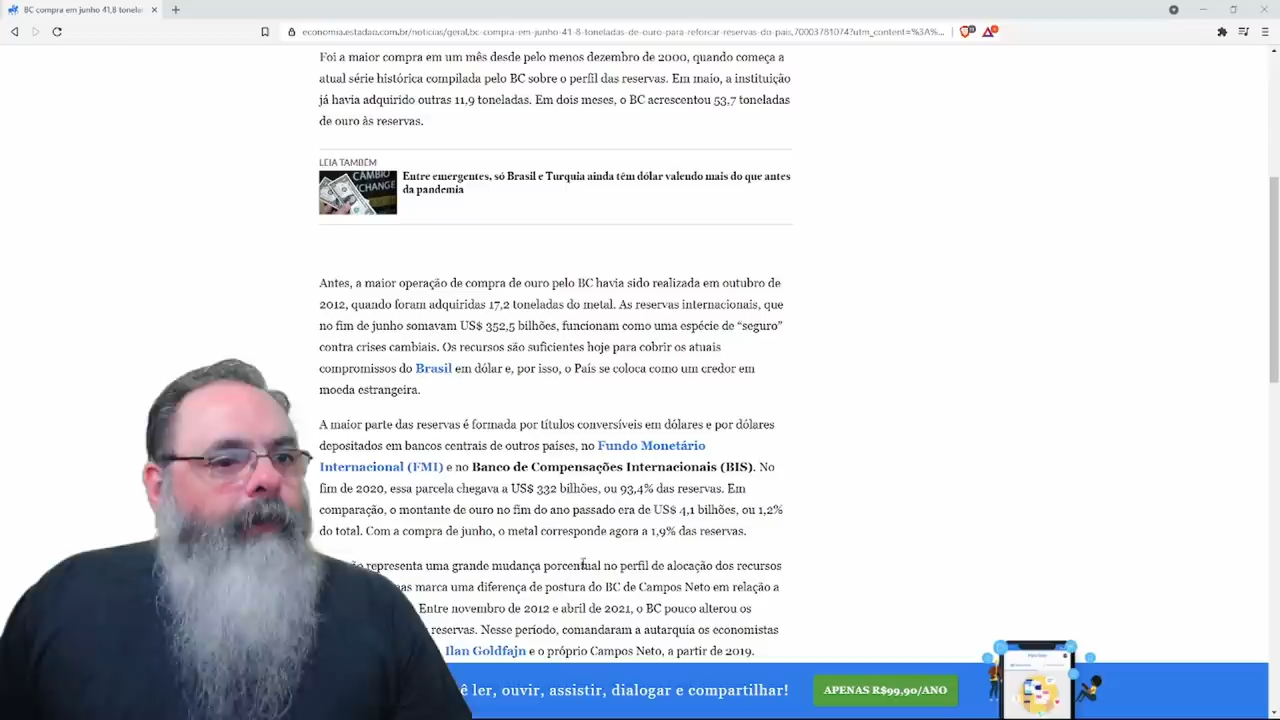 BC compra em junho 41,8 tonela
economia.estadao.com.br/noticias/geral,bc-compra-em-junho-41-8-toneladas-de-ouro-para-reforcar-reservas-do-pais,70003781074?utm_content=%3A%...
Foi a maior compra em um mês desde pelo menos dezembro de 2000, quando começa a
atual série histórica compilada pelo BC sobre o perfil das reservas. Em maio, a instituição
já havia adquirido outras 11,9 toneladas. Em dois meses, o BC acrescentou 53,7 toneladas
de ouro às reservas.
LEIA TAMBÉM
CAMBIO
EXCHANGE
Entre emergentes, só Brasil e Turquia ainda têm dólar valendo mais do que antes
da pandemia
Antes, a maior operação de compra de ouro pelo BC havia sido realizada em outubro de
2012, quando foram adquiridas 17,2 toneladas do metal. As reservas internacionais, que
no fim de junho somavam US$ 352,5 bilhões, funcionam como uma espécie de “seguro”
contra crises cambiais. Os recursos são suficientes hoje para cobrir os atuais
compromissos do Brasil em dólar e, por isso, o País se coloca como um credor em
moeda estrangeira.
A maior parte das reservas é formada por títulos conversíveis em dólares e por dólares
depositados em bancos centrais de outros países, no Fundo Monetário
Internacional (FMI) e no Banco de Compensações Internacionais (BIS). No
fim de 2020, essa parcela chegava a US$ 332 bilhões, ou 93,4% das reservas. Em
comparação, o montante de ouro no fim do ano passado era de US$ 4,1 bilhões, ou 1,2%
do total. Com a compra de junho, o metal corresponde agora a 1,9% das reservas.
representa uma grande mudança porcentual no perfil de alocação dos recursos
marca uma diferença de postura do BC de Campos Neto em relação a
Entre novembro de 2012 e abril de 2021, o BC pouco alterou os
reservas. Nesse período, comandaram a autarquia os economistas
Ilan Goldfajn e o próprio Campos Neto, a partir de 2019.
ler, ouvir, assistir, dialogar e compartilhar!
APENAS R$99,90/ANO